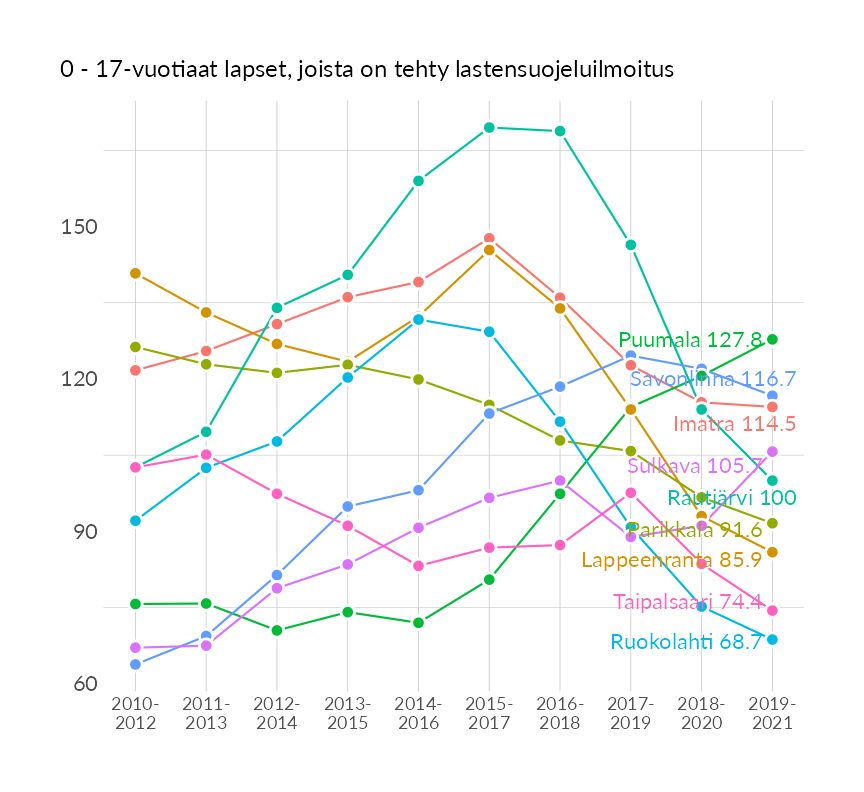 0 - 17-vuotiaat lapset, joista on tehty lastensuojeluilmoitus
150
120
90
60
Puumala 127.8
Savonlinna 116.7
Imatra 114.5
Sulkava 105.7
Rautjärvi 100
Parikkala 91.6
Lappeenranta 85.9
Taipalsaari 74.4
Ruokolahti 68.7
2010- 2011- 2012- 2013- 2014- 2015- 2016- 2017- 2018- 2019-
2012 2013 2014 2015 2016 2017 2018 2019 2020 2021